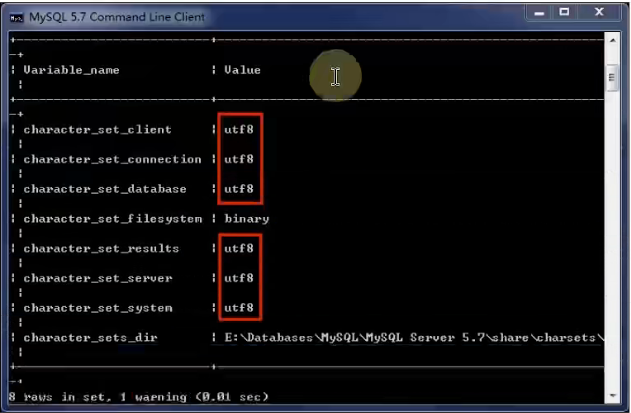 MySQL 5.7 Command Line Client
| Variable_name | Value
|
| character_set_client | utf8
|
| character_set_connection | utf8
|
| character_set_database | utf8
|
| character_set_filesystem | binary
|
| character_set_results | utf8
|
| character_set_server | utf8
|
| character_set_system | utf8
|
| character_sets_dir | E:\Databases\MySQL\MySQL Server 5.7\share\charsets\
|
8 rows in set, 1 warning (0.01 sec)